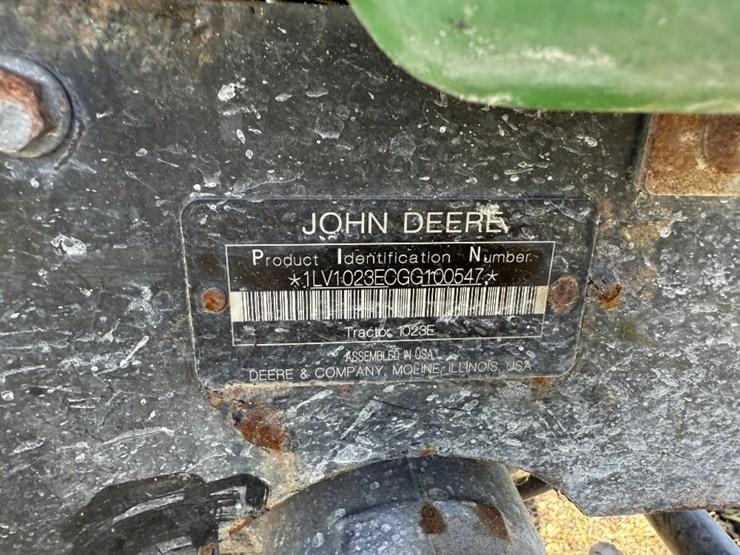 JOHN DEERE
Product Identification Number
*1LV1023ECGG100547*
Tractor 1023E
ASSEMBLED IN USA
DEERE & COMPANY, MOLINE, ILLINOIS, USA